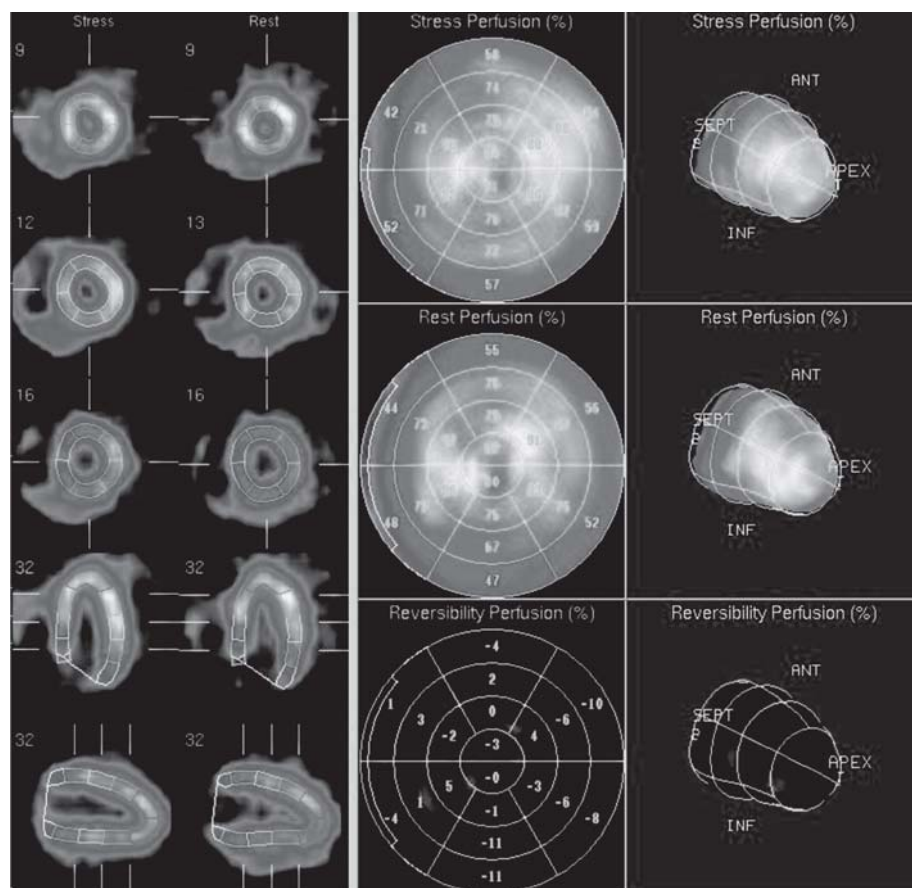 Stress Rest
9 9
12 13
16 16
32 32
32 32
Stress Perfusion (%)
58
74
42
71
71
76
52
59
77
57
Stress Perfusion (%)
ANT
SEPT
APEX
INF
Rest Perfusion (%)
55
76
44
56
91
48
52
75
67
47
Rest Perfusion (%)
ANT
SEPT
APEX
INF
Reversibility Perfusion (%)
-4
2
1 -10
0
3 -6
-2 4
-3
-0
5 -3
1 -6
-1
-4 -8
-11
-11
Reversibility Perfusion (%)
ANT
SEPT
APEX
INF